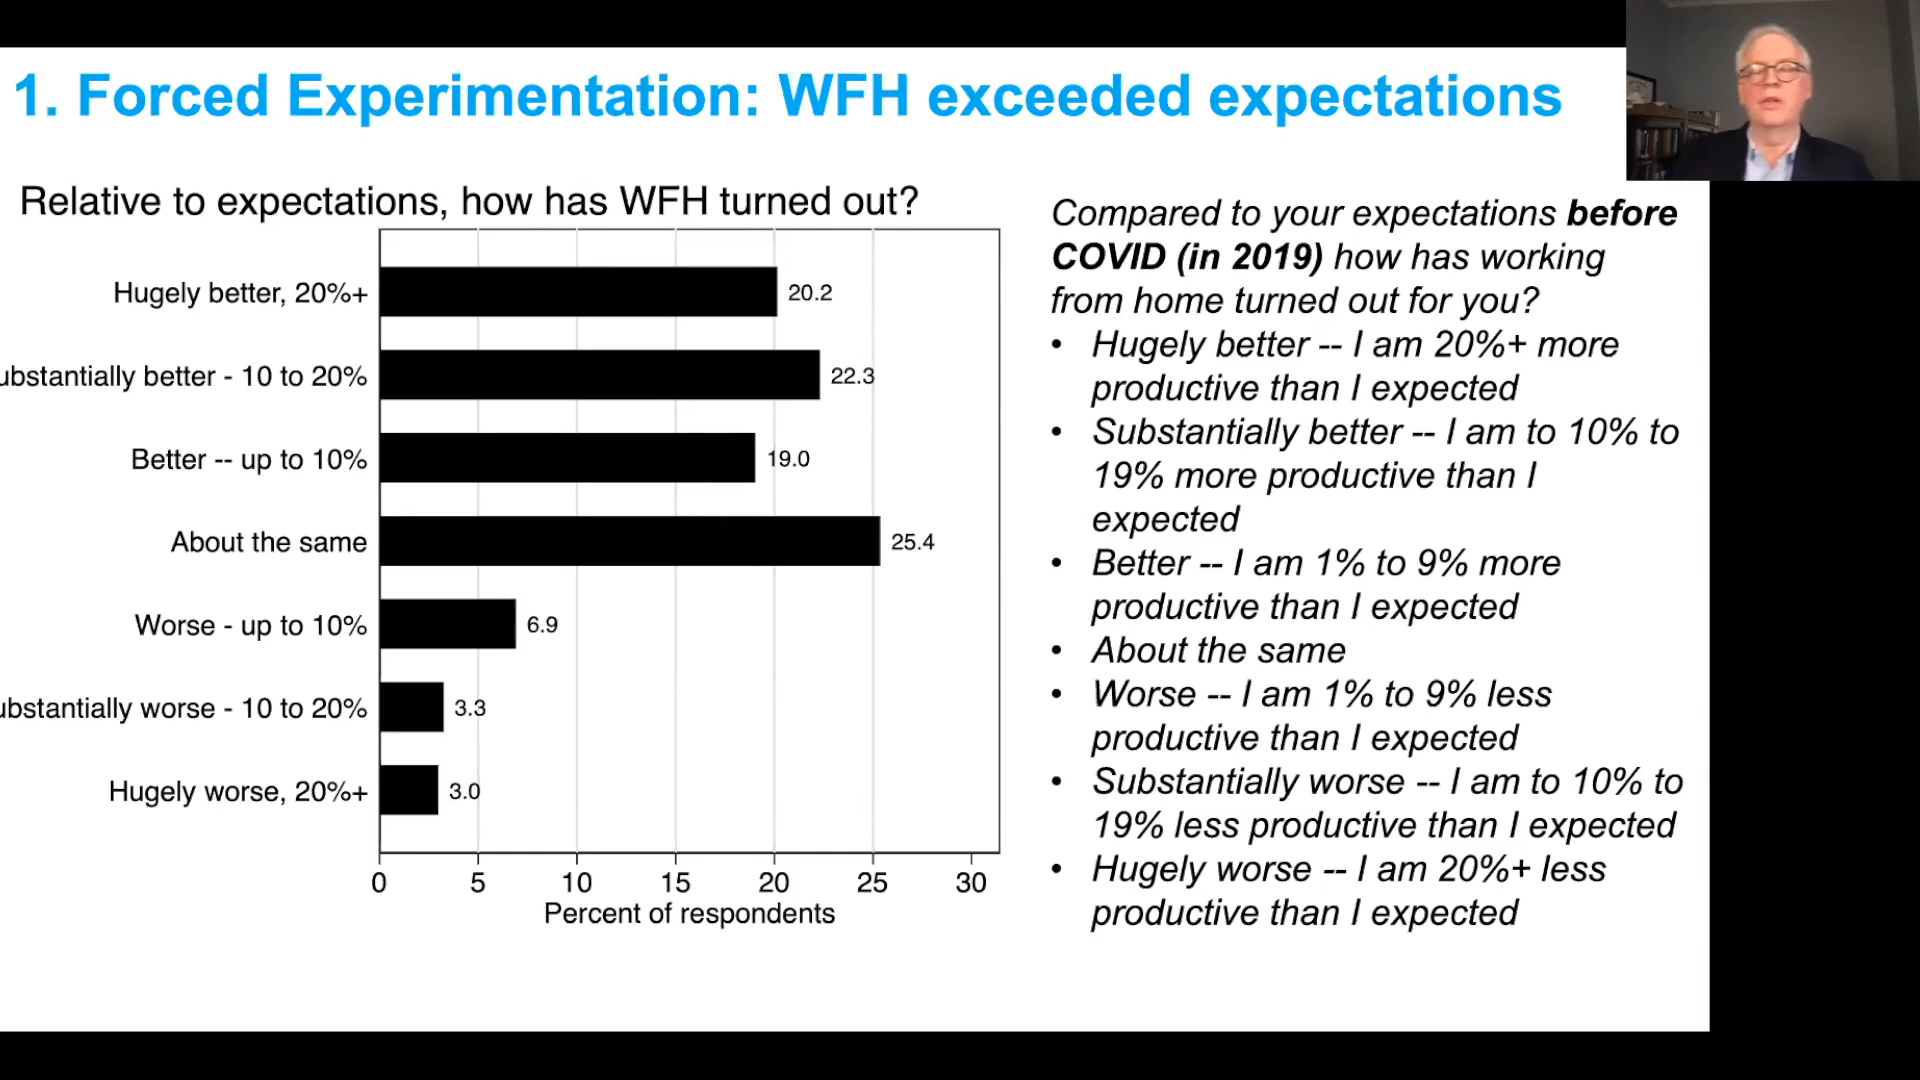 1. Forced Experimentation: WFH exceeded expectations
Relative to expectations, how has WFH turned out?
Hugely better, 20%+
20.2
ubstantially better - 10 to 20%
22.3
Better -- up to 10%
19.0
About the same
25.4
Worse - up to 10%
6.9
ubstantially worse - 10 to 20%
3.3
Hugely worse, 20%+
3.0
0 5 10 15 20 25 30
Percent of respondents
Compared to your expectations before
COVID (in 2019) how has working
from home turned out for you?
• Hugely better -- I am 20%+ more
productive than I expected
• Substantially better -- I am to 10% to
19% more productive than I
expected
• Better -- I am 1% to 9% more
productive than I expected
• About the same
• Worse -- I am 1% to 9% less
productive than I expected
• Substantially worse -- I am to 10% to
19% less productive than I expected
• Hugely worse -- I am 20%+ less
productive than I expected